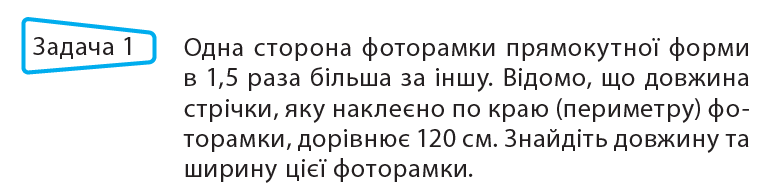 Задача 1
Одна сторона фоторамки прямокутної форми
в 1,5 раза більша за іншу. Відомо, що довжина
стрічки, яку наклеєно по краю (периметру) фо-
торамки, дорівнює 120 см. Знайдіть довжину та
ширину цієї фоторамки.